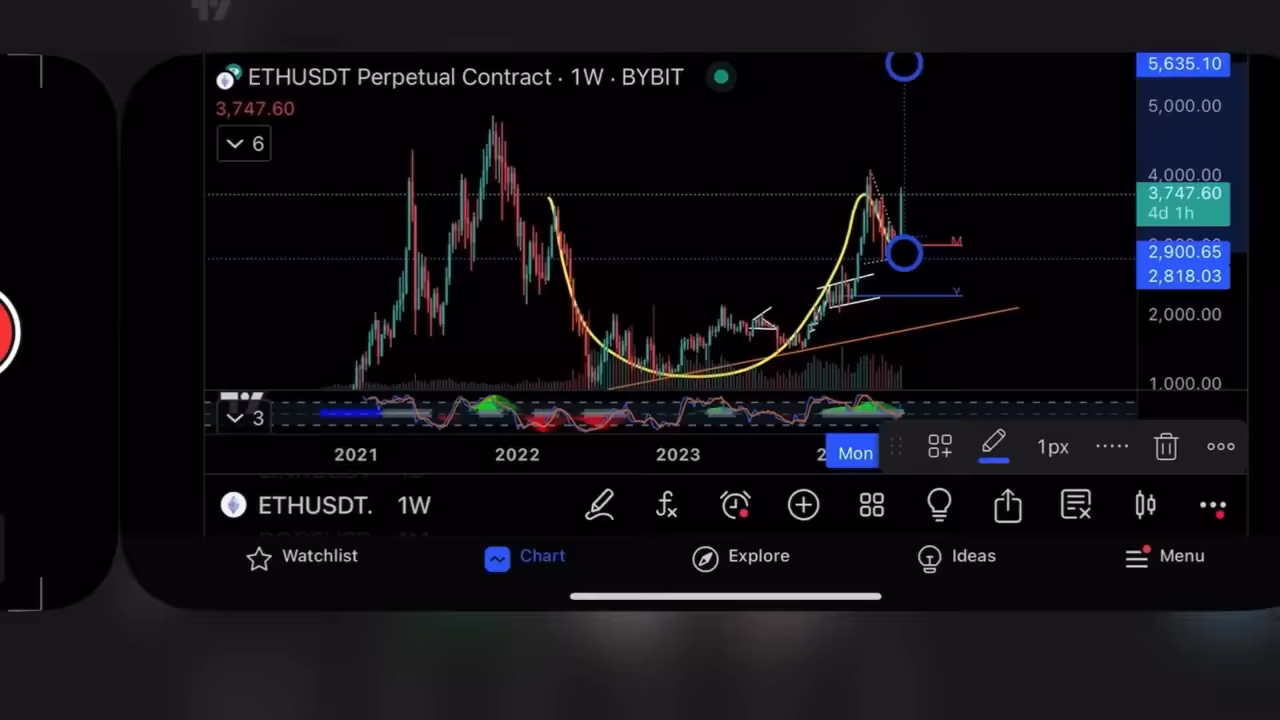 ETHUSDT Perpetual Contract · 1W · BYBIT
3,747.60
6
5,635.10
5,000.00
4,000.00
3,747.60
4d 1h
2,900.65
2,818.03
2,000.00
1,000.00
M
Y
3
2021
2022
2023
2
Mon
1px
ETHUSDT.
1W
Watchlist
Chart
Explore
Ideas
Menu